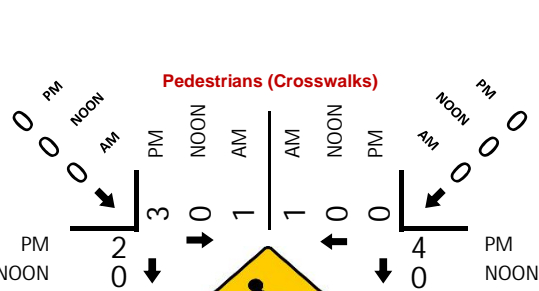 Pedestrians (Crosswalks)
PM NOON AM
0 0 0
PM NOON AM AM NOON PM
3 0 1 1 0 0
PM NOON AM
0 0 0
PM 2 4 PM
NOON 0 0 NOON